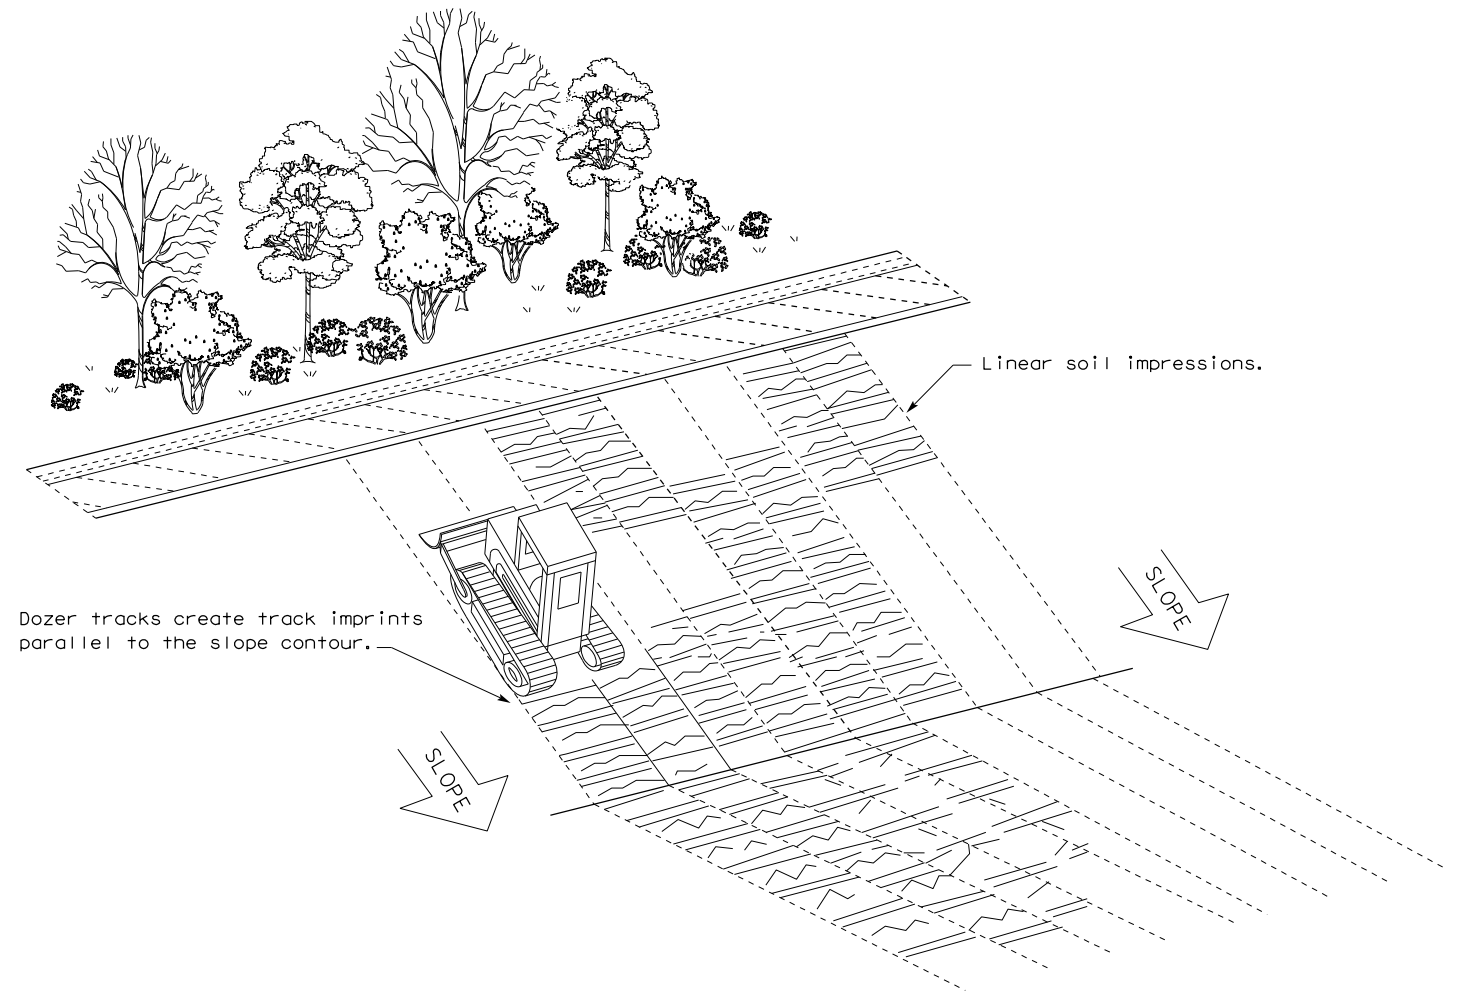 Linear soil impressions.
SLOPE
Dozer tracks create track imprints
parallel to the slope contour.
SLOPE